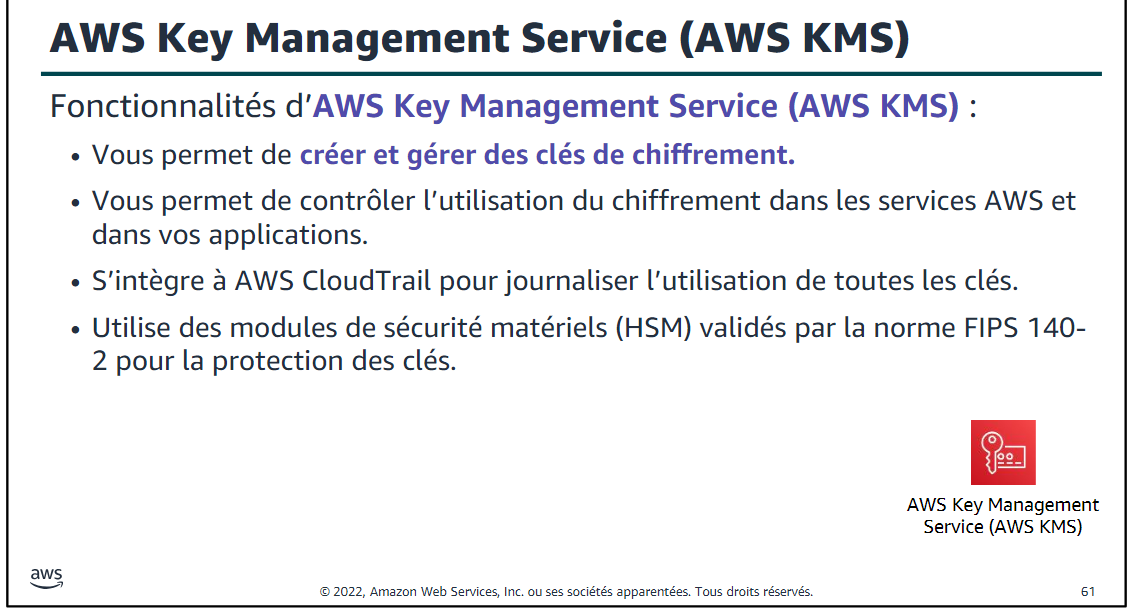 AWS Key Management Service (AWS KMS)
Fonctionnalités d’AWS Key Management Service (AWS KMS) :
• Vous permet de créer et gérer des clés de chiffrement.
• Vous permet de contrôler l’utilisation du chiffrement dans les services AWS et
dans vos applications.
• S’intègre à AWS CloudTrail pour journaliser l’utilisation de toutes les clés.
• Utilise des modules de sécurité matériels (HSM) validés par la norme FIPS 140-
2 pour la protection des clés.
AWS Key Management
Service (AWS KMS)
aws
© 2022, Amazon Web Services, Inc. ou ses sociétés apparentées. Tous droits réservés.
61